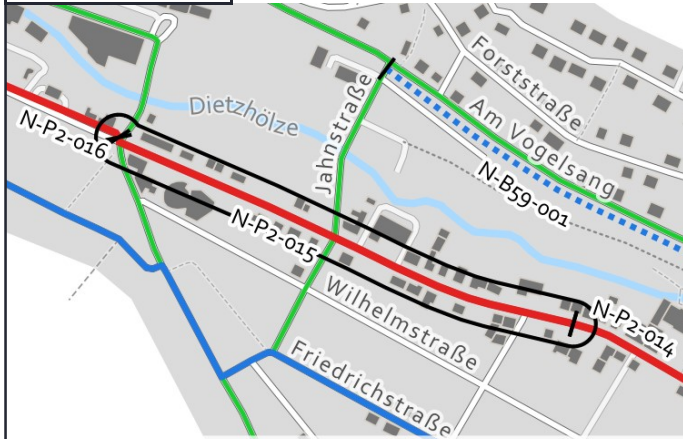 Forststraße
Dietzhölze
Jahnstraße
Am Vogelsang
N-P2-016
N-B59-001
N-P2-015
Wilhelmstraße
N-P2-014
Friedrichstraße